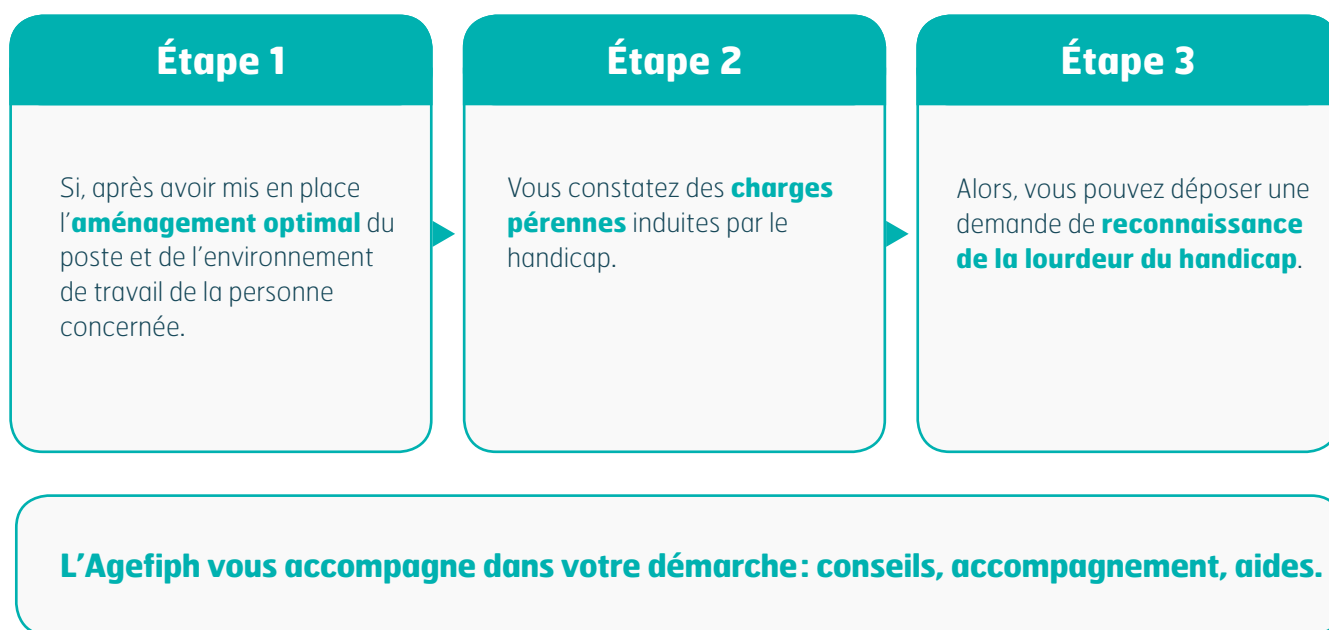 Étape 1
Si, après avoir mis en place
l'aménagement optimal du
poste et de l'environnement
de travail de la personne
concernée.
Étape 2
Vous constatez des charges
pérennes induites par le
handicap.
Étape 3
Alors, vous pouvez déposer une
demande de reconnaissance
de la lourdeur du handicap.
L'Agefiph vous accompagne dans votre démarche : conseils, accompagnement, aides.